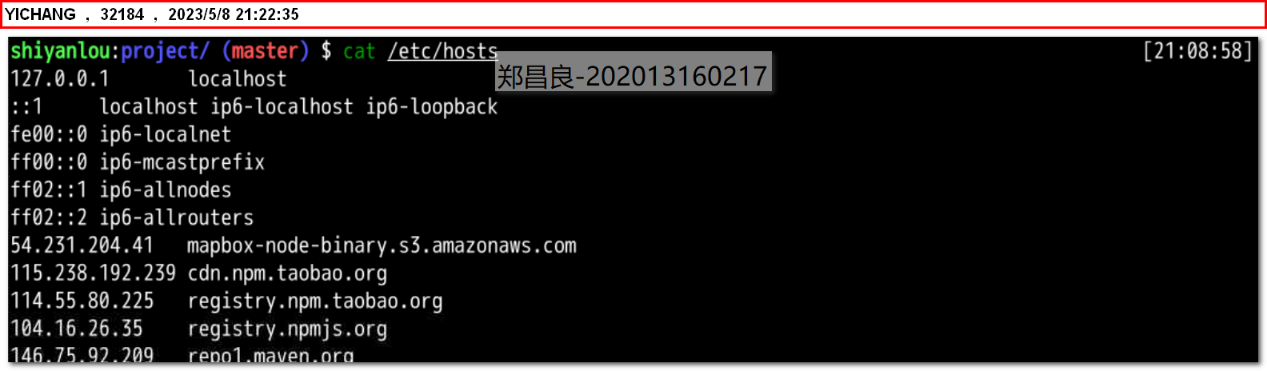 YICHANG , 32184 , 2023/5/8 21:22:35
shiyanlou:project/ (master) $ cat /etc/hosts [21:08:58]
郑昌良-202013160217
127.0.0.1 localhost
::1 localhost ip6-localhost ip6-loopback
fe00::0 ip6-localnet
ff00::0 ip6-mcastprefix
ff02::1 ip6-allnodes
ff02::2 ip6-allrouters
54.231.204.41 mapbox-node-binary.s3.amazonaws.com
115.238.192.239 cdn.npm.taobao.org
114.55.80.225 registry.npm.taobao.org
104.16.26.35 registry.npmjs.org
146.75.92.209 repo1.maven.org